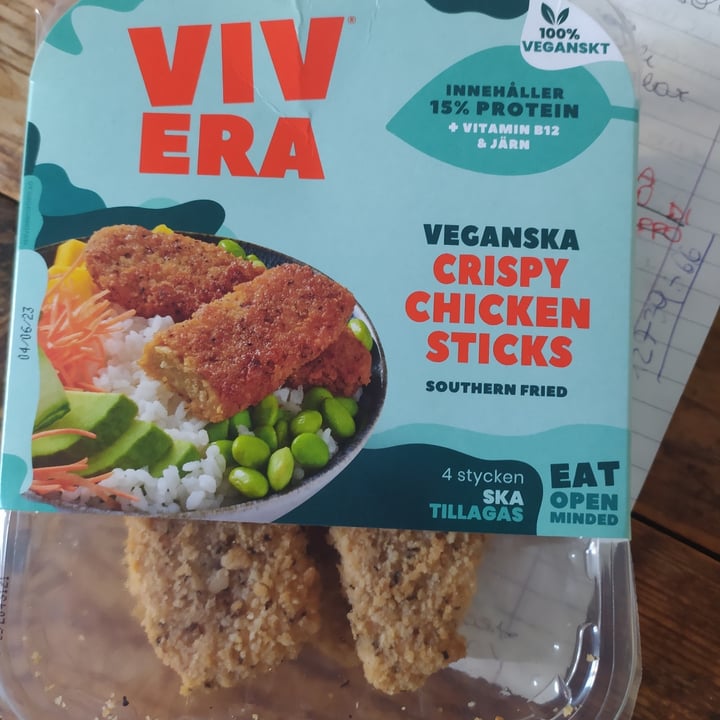 VIV
ERA
®
100%
VEGANSKT
INNEHÅLLER
15% PROTEIN
+ VITAMIN B12
& JÄRN
VEGANSKA
CRISPY
CHICKEN
STICKS
SOUTHERN FRIED
04/06/23
4 stycken
SKA
TILLAGAS
EAT
OPEN
MINDED